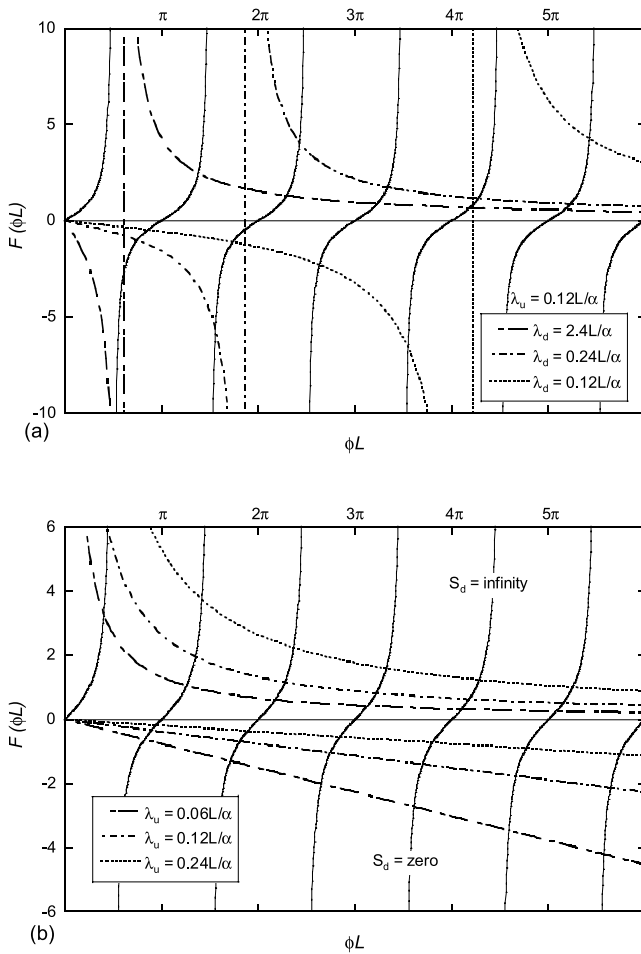 π 2π 3π 4π 5π
10
5
0
-5
-10
F (ϕL)
λu = 0.12L/α
λd = 2.4L/α
λd = 0.24L/α
λd = 0.12L/α
(a)
ϕL
π 2π 3π 4π 5π
6
4
2
0
-2
-4
-6
F (ϕL)
Sd = infinity
λu = 0.06L/α
λu = 0.12L/α
λu = 0.24L/α
Sd = zero
(b)
ϕL